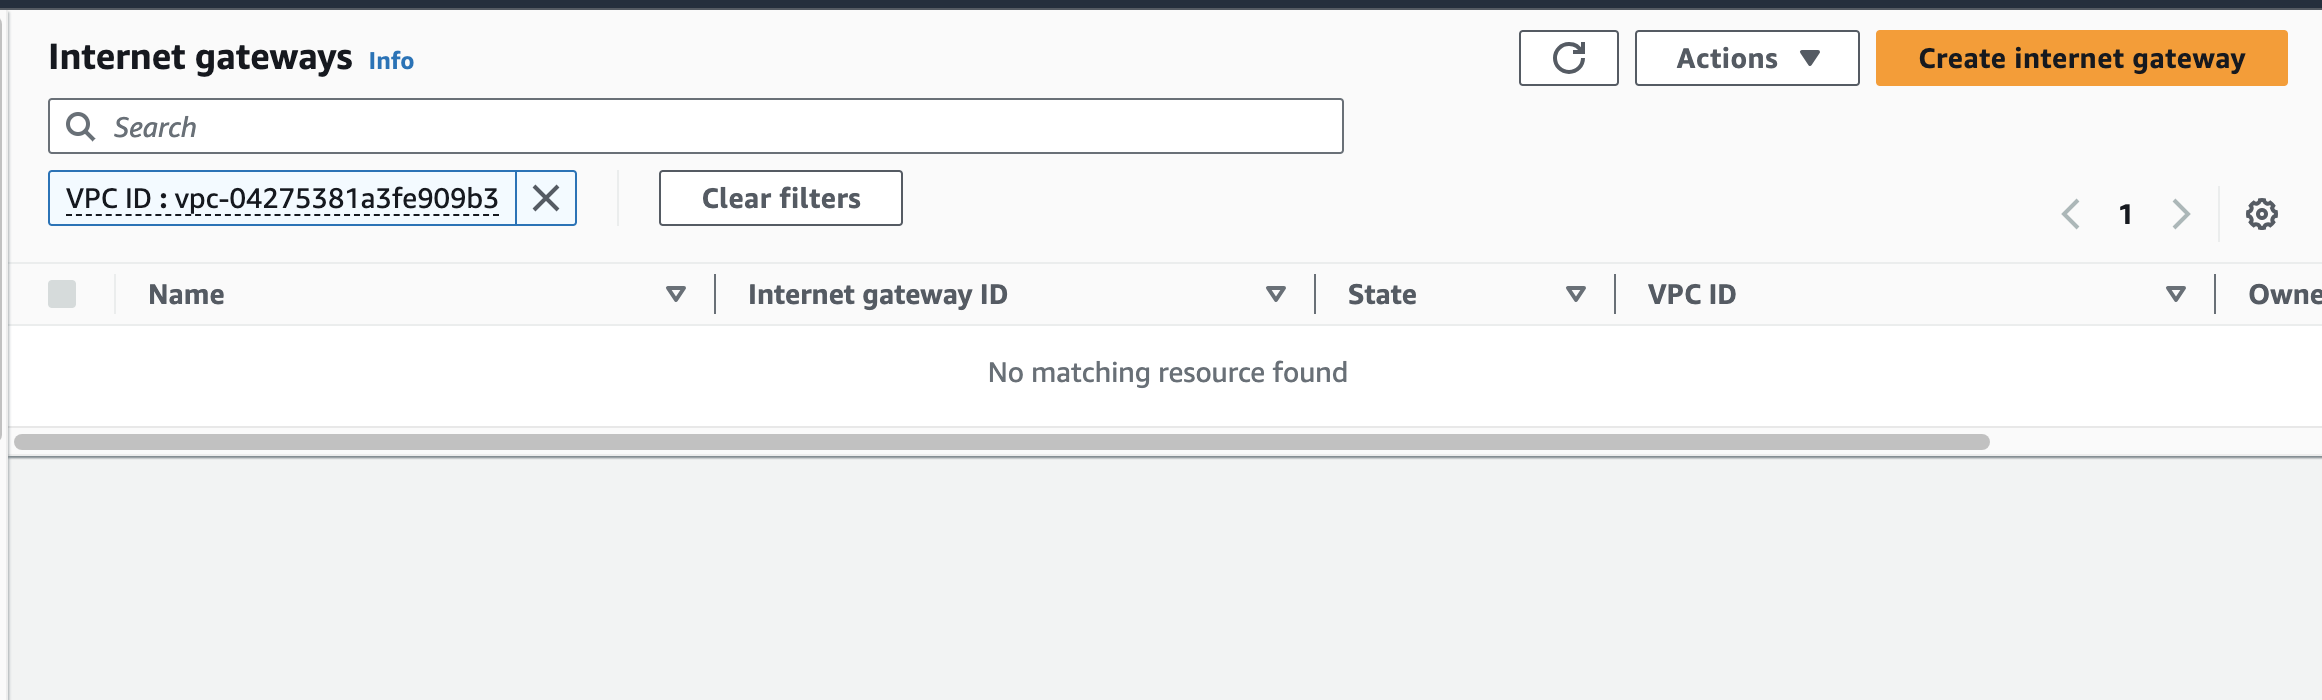 Internet gateways Info
Actions
Create internet gateway
Search
VPC ID : vpc-04275381a3fe909b3
Clear filters
1
Name
Internet gateway ID
State
VPC ID
Owne
No matching resource found